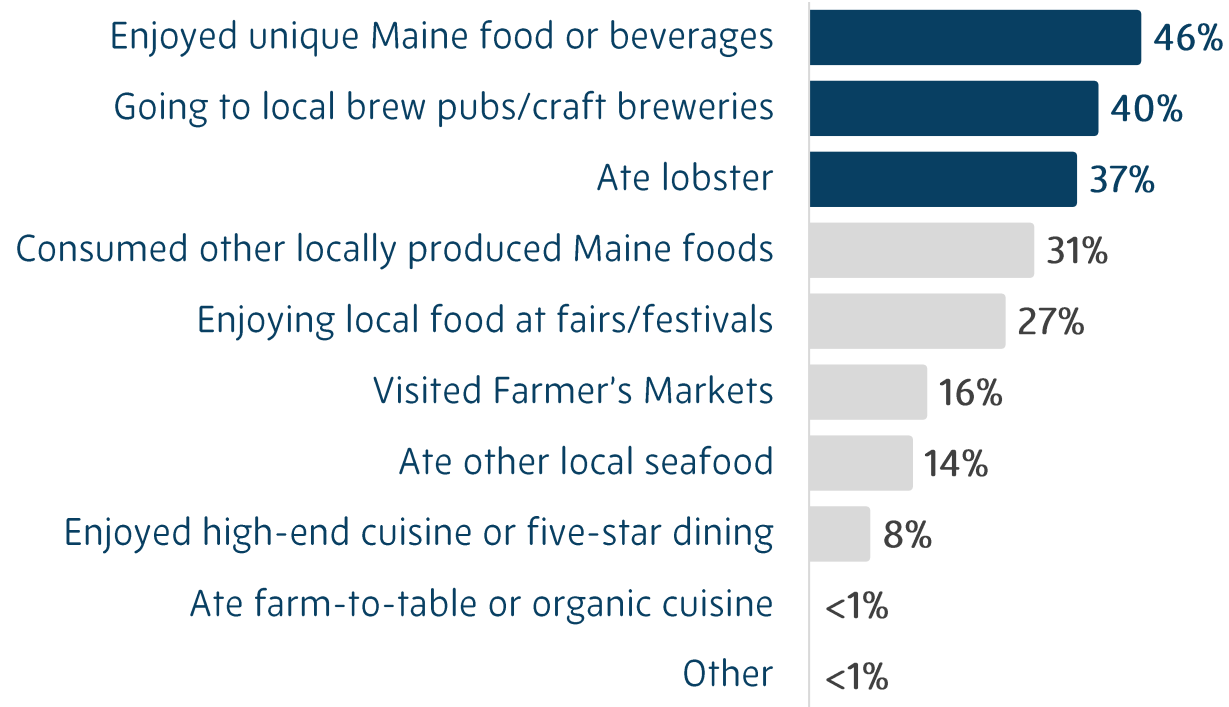 Enjoyed unique Maine food or beverages 46%
Going to local brew pubs/craft breweries 40%
Ate lobster 37%
Consumed other locally produced Maine foods 31%
Enjoying local food at fairs/festivals 27%
Visited Farmer’s Markets 16%
Ate other local seafood 14%
Enjoyed high-end cuisine or five-star dining 8%
Ate farm-to-table or organic cuisine <1%
Other <1%